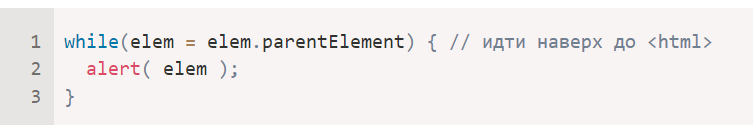 1 while(elem = elem.parentElement) { // идти наверх до <html>
2   alert( elem );
3 }